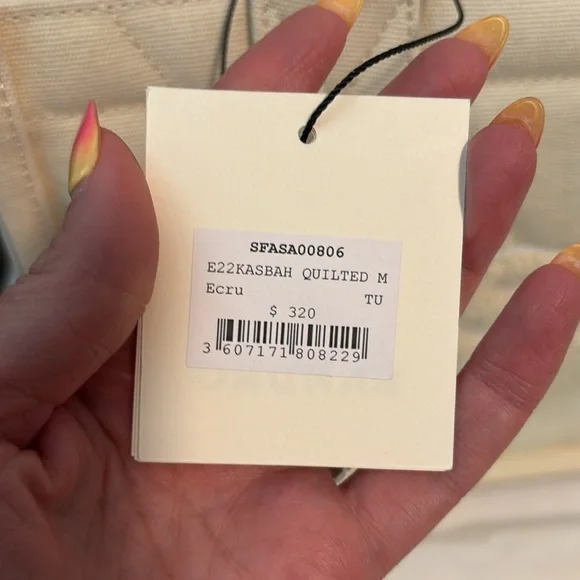 SFASA00806
E22KASBAH QUILTED M
Ecru TU
$ 320
3 607171 808229